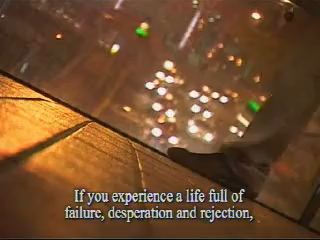 If you experience a life full of
failure, desperation and rejection,